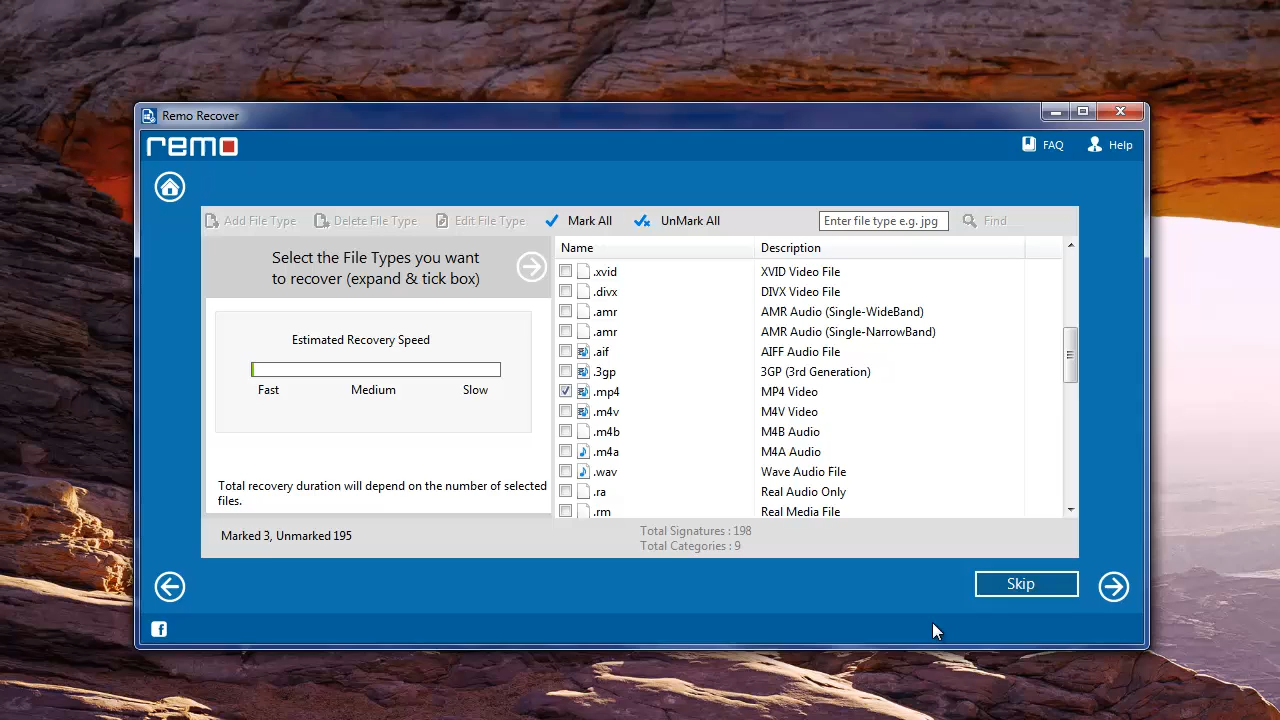 Remo Recover
remo
FAQ Help
Add File Type Delete File Type Edit File Type Mark All UnMark All Enter file type e.g. jpg Find
Select the File Types you want
to recover (expand & tick box)
Estimated Recovery Speed
Fast Medium Slow
Total recovery duration will depend on the number of selected
files.
Name Description
.xvid XVID Video File
.divx DIVX Video File
.amr AMR Audio (Single-WideBand)
.amr AMR Audio (Single-NarrowBand)
.aif AIFF Audio File
.3gp 3GP (3rd Generation)
.mp4 MP4 Video
.m4v M4V Video
.m4b M4B Audio
.m4a M4A Audio
.wav Wave Audio File
.ra Real Audio Only
.rm Real Media File
Marked 3, Unmarked 195
Total Signatures : 198
Total Categories : 9
Skip
f